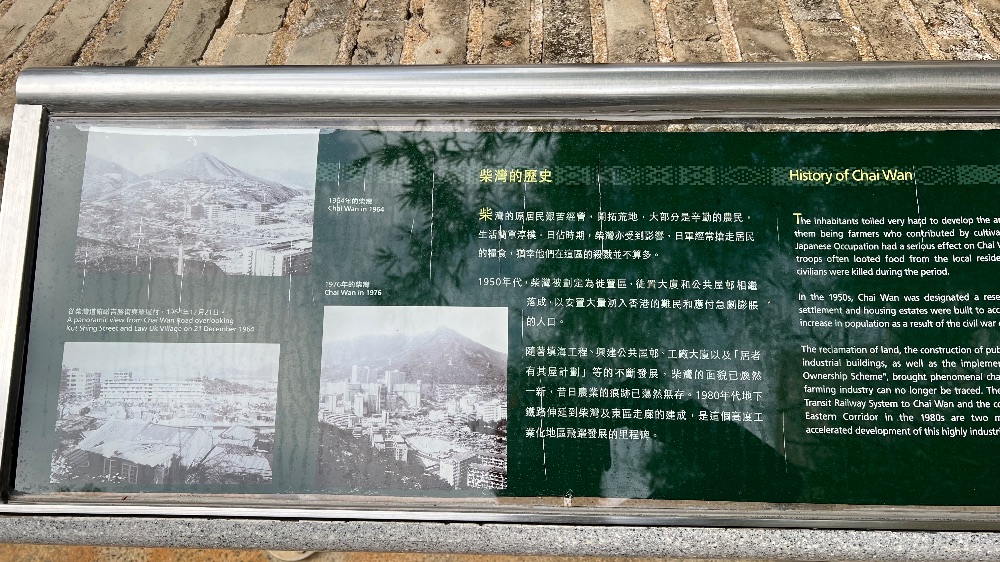 1964年的柴灣
Chai Wan in 1964
1976年的柴灣
Chai Wan in 1976
A panoramic view from Chai Wan Road overlooking
Kut Shing Street and Law Uk Village on 21 December 1964
柴灣的歷史
柴灣的原居民艱苦經營，開拓荒地，大部分是辛勤的農民，
生活簡單淳樸。日佔時期，柴灣亦受到影響，日軍經常搶走居民
的糧食，猶幸他們在這區的殺戮並不算多。
1950年代，柴灣被劃定為徙置區，徙置大廈和公共屋邨相繼
落成，以安置大量湧入香港的難民和應付急劇膨脹
的人口。
隨著填海工程、興建公共屋邨、工廠大廈以及「居者
有其屋計劃」等的不斷發展，柴灣的面貌已煥然
一新，昔日農業的痕跡已蕩然無存。1980年代地下
鐵路伸延到柴灣及東區走廊的建成，是這個高度工
業化地區飛躍發展的里程碑。
History of Chai Wan
The inhabitants toiled very hard to develop the
them being farmers who contributed by
Japanese Occupation had a serious effect on Chai
troops often looted food from the local
civilians were killed during the period.
In the 1950s, Chai Wan was designated a
settlement and housing estates were built to
increase in population as a result of the civil war
The reclamation of land, the construction of
industrial buildings, as well as the
Ownership Scheme", brought phenomenal
farming industry can no longer be traced. The
Transit Railway System to Chai Wan and the
Eastern Corridor in the 1980s are two
accelerated development of this highly